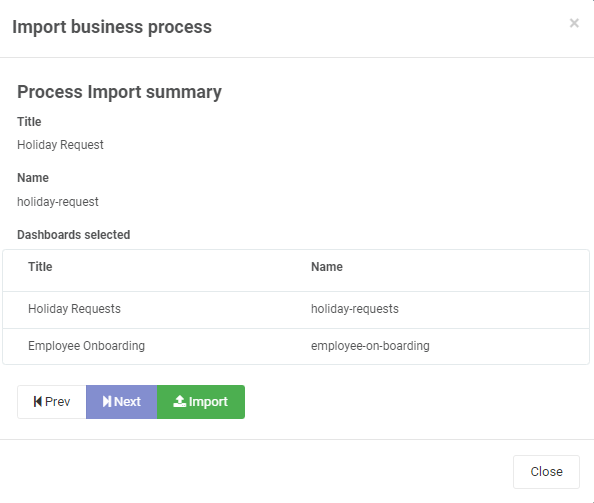 Import business process
×
Process Import summary
Title
Holiday Request
Name
holiday-request
Dashboards selected
Title Name
Holiday Requests holiday-requests
Employee Onboarding employee-on-boarding
Prev Next Import
Close